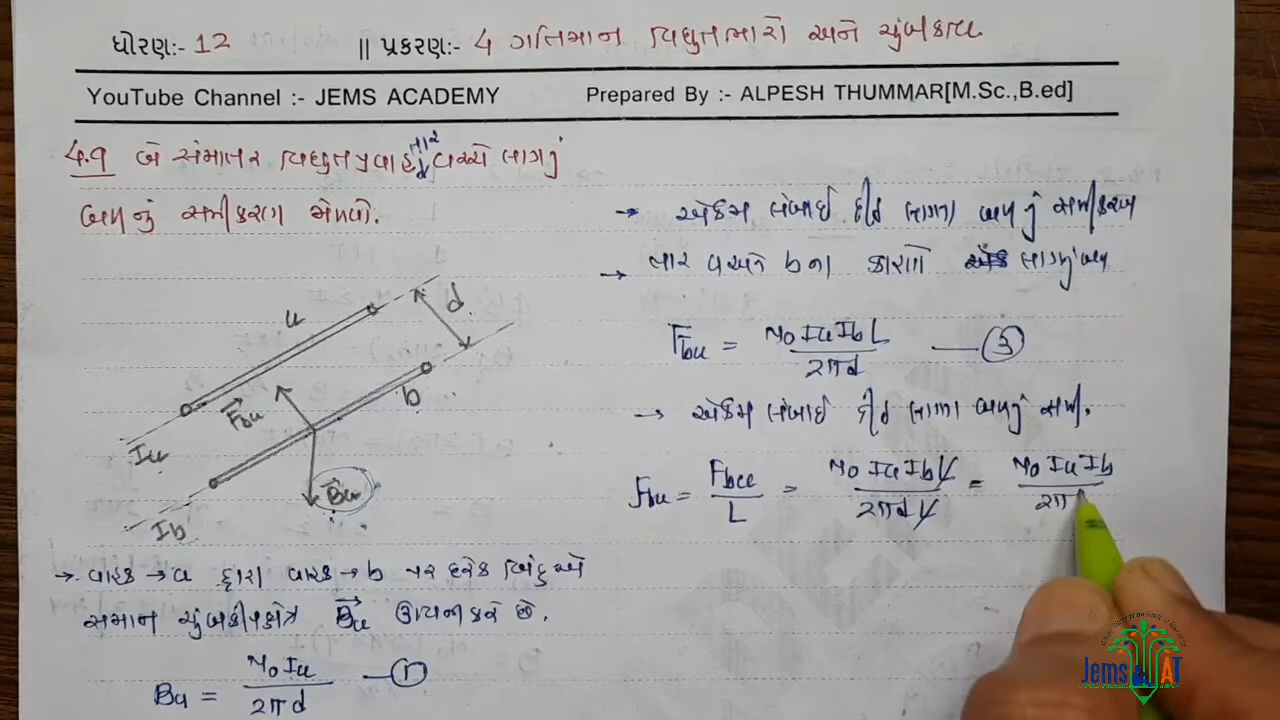 ધોરણ:- 12 || પ્રકરણ:- 4 ગતિમાન વિદ્યુતભારો અને ચુંબકત્વ
YouTube Channel :- JEMS ACADEMY Prepared By :- ALPESH THUMMAR[M.Sc.,B.ed]
4.9 બે સમાંતર વિદ્યુતપ્રવાહ તાર વચ્ચે લાગતું
બળનું સમીકરણ મેળવો.
a
d
b
F⃗ba
Ia
B⃗a
Ib
→ વાહક → a દ્વારા વાહક → b પર દરેક બિંદુએ
સમાન ચુંબકીયક્ષેત્ર B⃗a ઉત્પન્ન કરે છે.
Ba = μ0 Ia / 2πd —①
→ એકમ લંબાઈ દીઠ લાગતા બળનું સમીકરણ
→ તાર a અને b ના કારણે લાગતું બળ
Fba = μ0 Ia Ib L / 2πd —③
→ એકમ લંબાઈ દીઠ લાગતા બળનું સમી.
fba = Fba / L = μ0 Ia Ib L / 2πd L = μ0 Ia Ib / 2πd
Jems AT